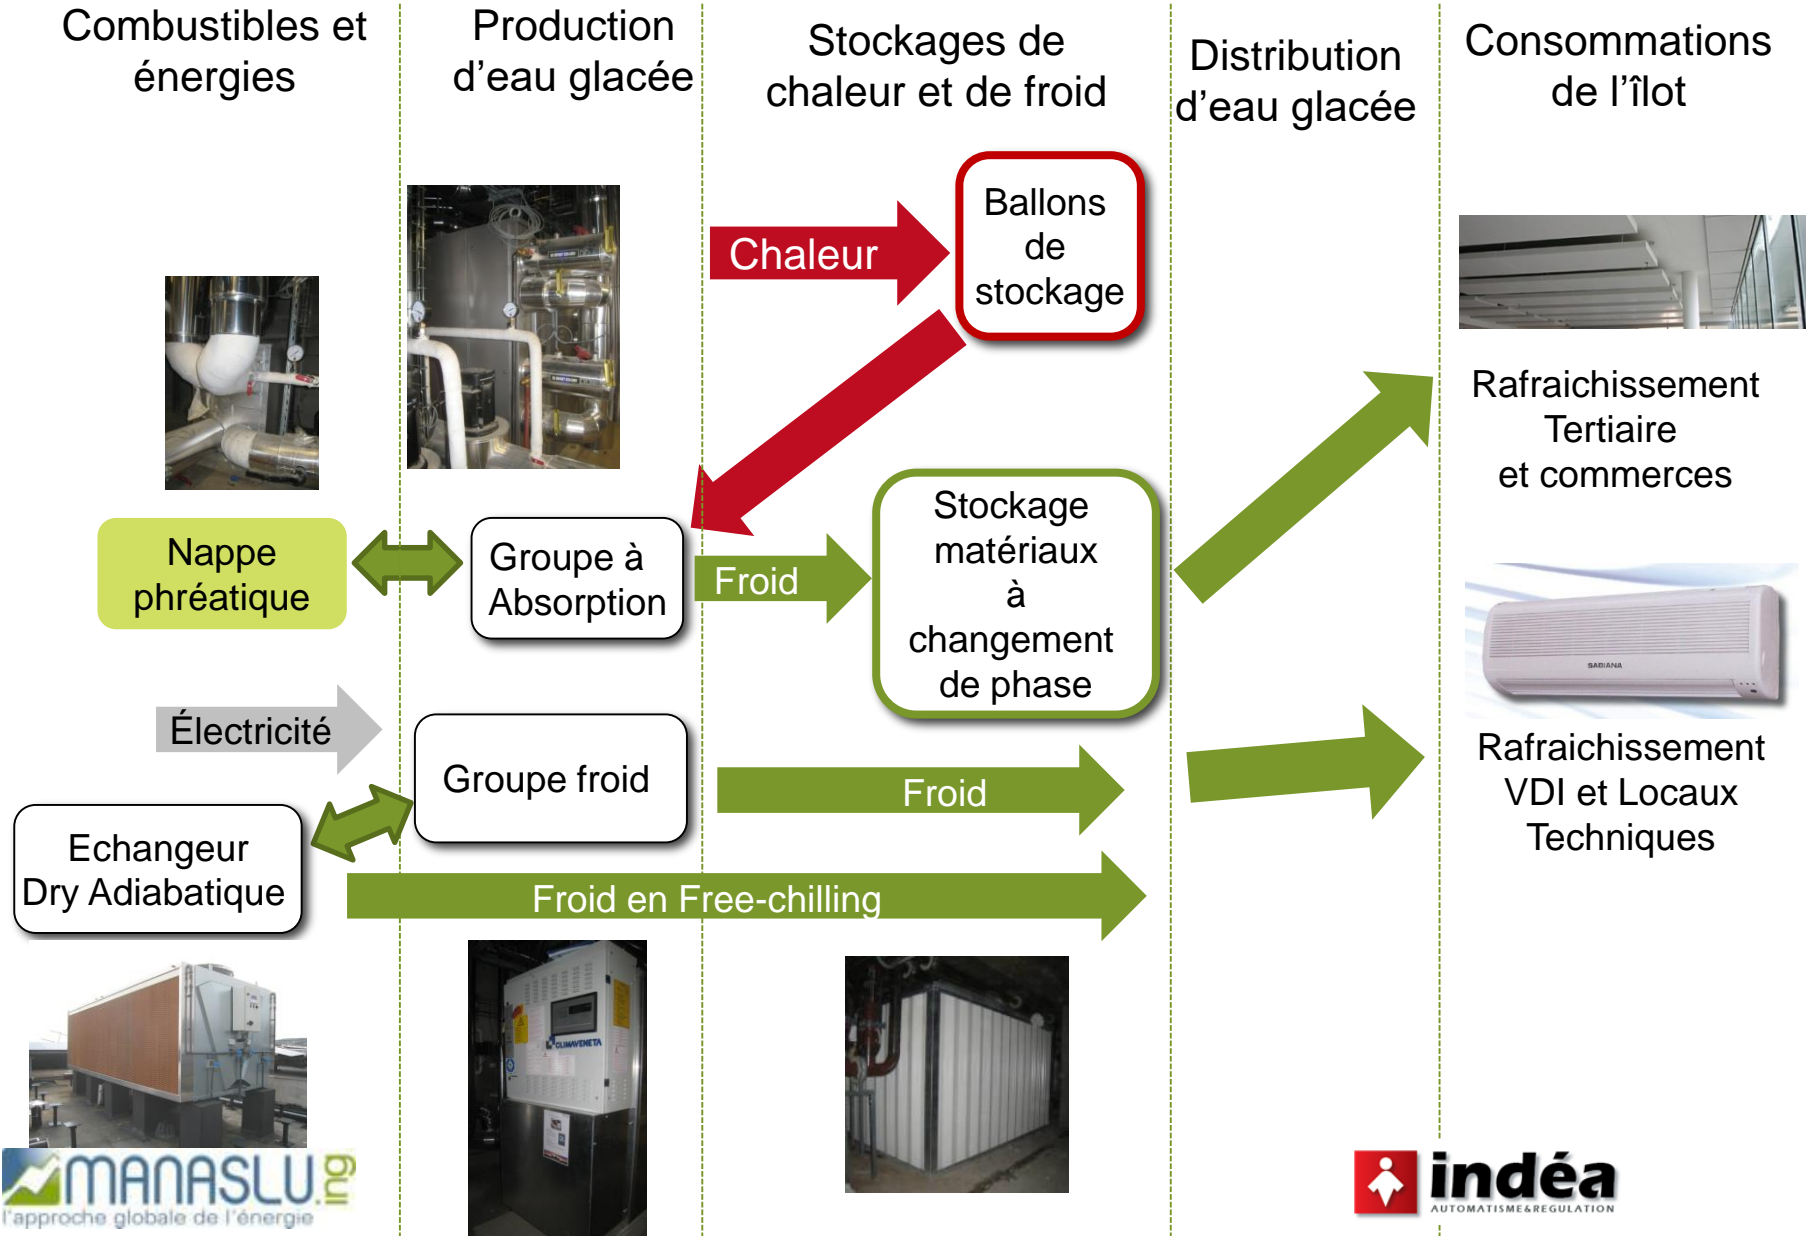 Combustibles et
énergies
Production
d’eau glacée
Stockages de
chaleur et de froid
Distribution
d’eau glacée
Consommations
de l’îlot
Chaleur
Ballons
de
stockage
Rafraichissement
Tertiaire
et commerces
Nappe
phréatique
Groupe à
Absorption
Froid
Stockage
matériaux
à
changement
de phase
SABIANA
Électricité
Groupe froid
Froid
Rafraichissement
VDI et Locaux
Techniques
Echangeur
Dry Adiabatique
Froid en Free-chilling
CLIMAVENETA
MANASLU.ing
l'approche globale de l'énergie
indéa
AUTOMATISME&REGULATION